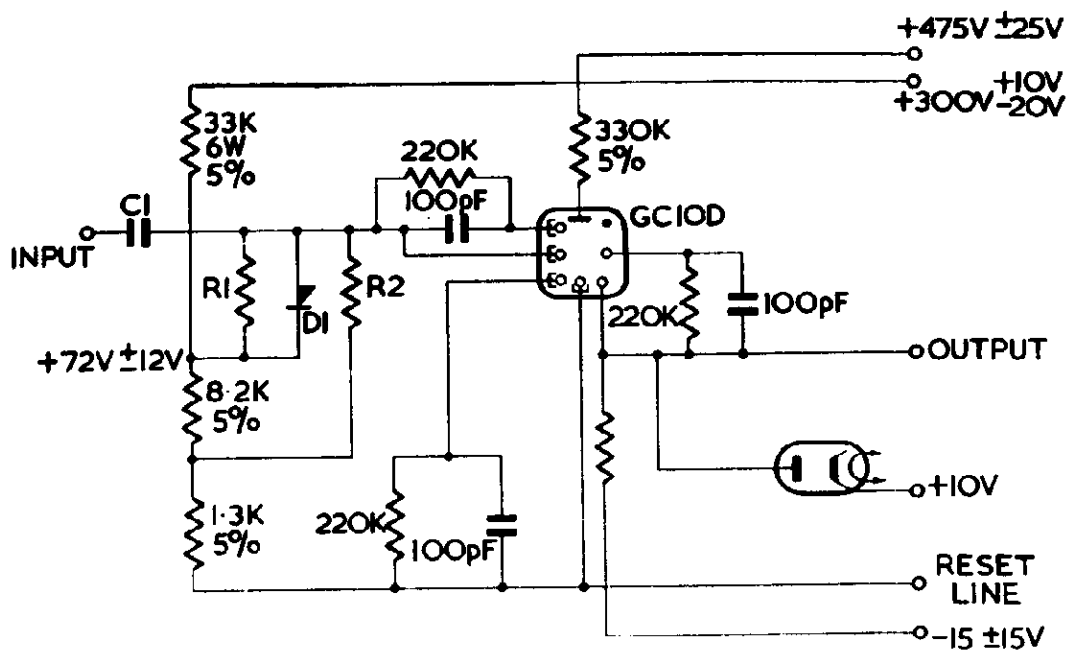 +475V ±25V
+10V
+300V -20V
33K
6W
5%
330K
5%
220K
100pF
C1
GC10D
INPUT
R1
D1
R2
220K
100pF
+72V ±12V
OUTPUT
8·2K
5%
+10V
1·3K
5%
220K
100pF
RESET
LINE
-15 ±15V